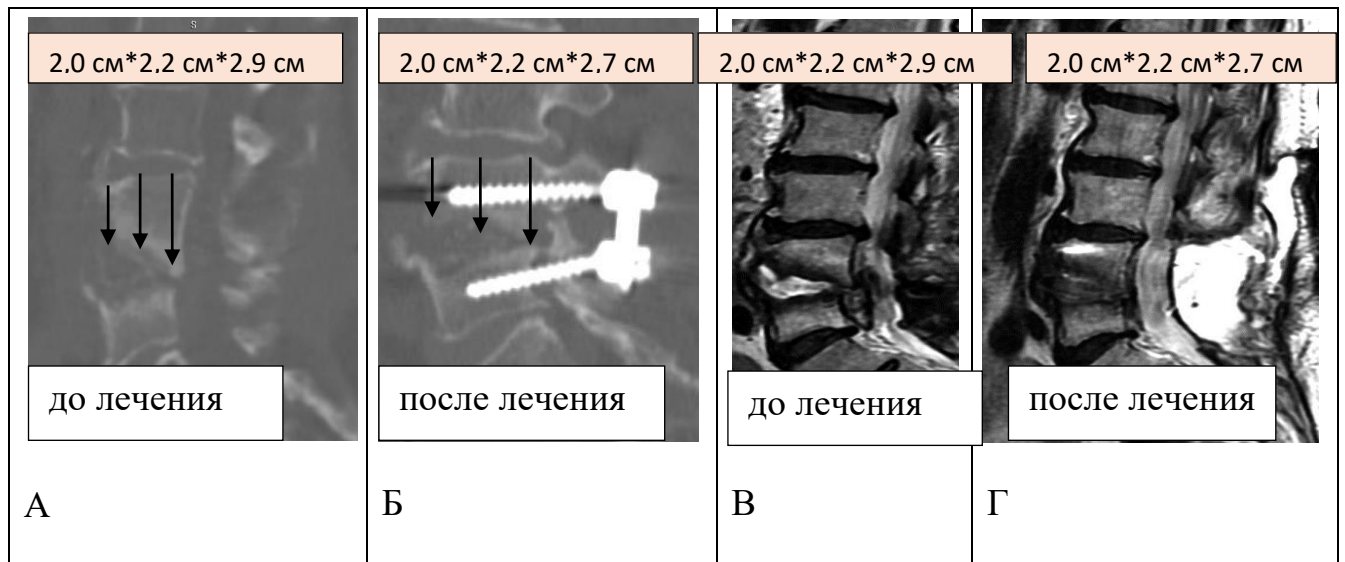 S
2,0 см*2,2 см*2,9 см
2,0 см*2,2 см*2,7 см
2,0 см*2,2 см*2,9 см
2,0 см*2,2 см*2,7 см
до лечения
после лечения
до лечения
после лечения
А
Б
В
Г